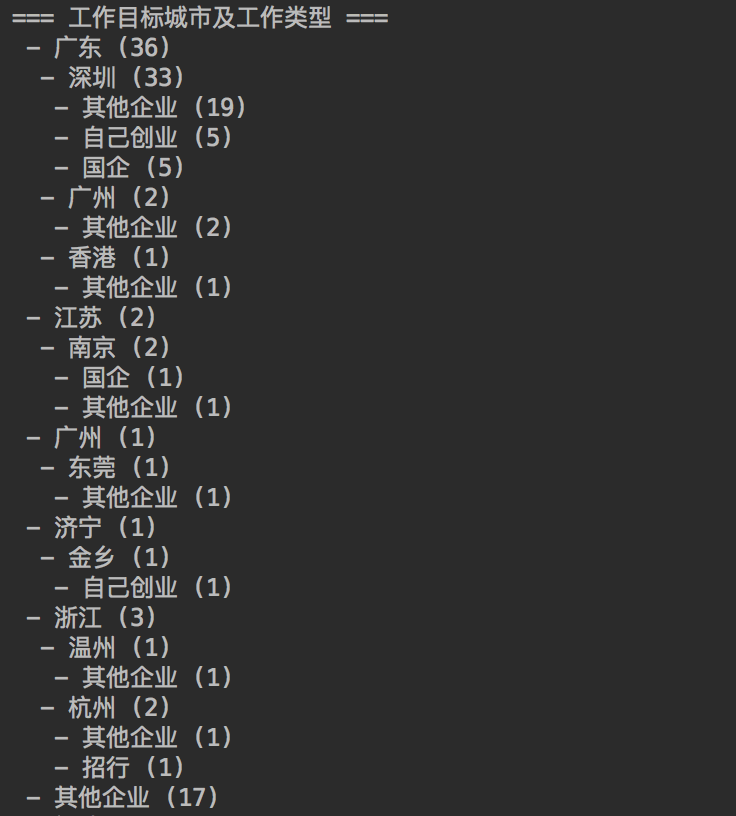 === 工作目标城市及工作类型 ===
– 广东 (36)
– 深圳 (33)
– 其他企业 (19)
– 自己创业 (5)
– 国企 (5)
– 广州 (2)
– 其他企业 (2)
– 香港 (1)
– 其他企业 (1)
– 江苏 (2)
– 南京 (2)
– 国企 (1)
– 其他企业 (1)
– 广州 (1)
– 东莞 (1)
– 其他企业 (1)
– 济宁 (1)
– 金乡 (1)
– 自己创业 (1)
– 浙江 (3)
– 温州 (1)
– 其他企业 (1)
– 杭州 (2)
– 其他企业 (1)
– 招行 (1)
– 其他企业 (17)